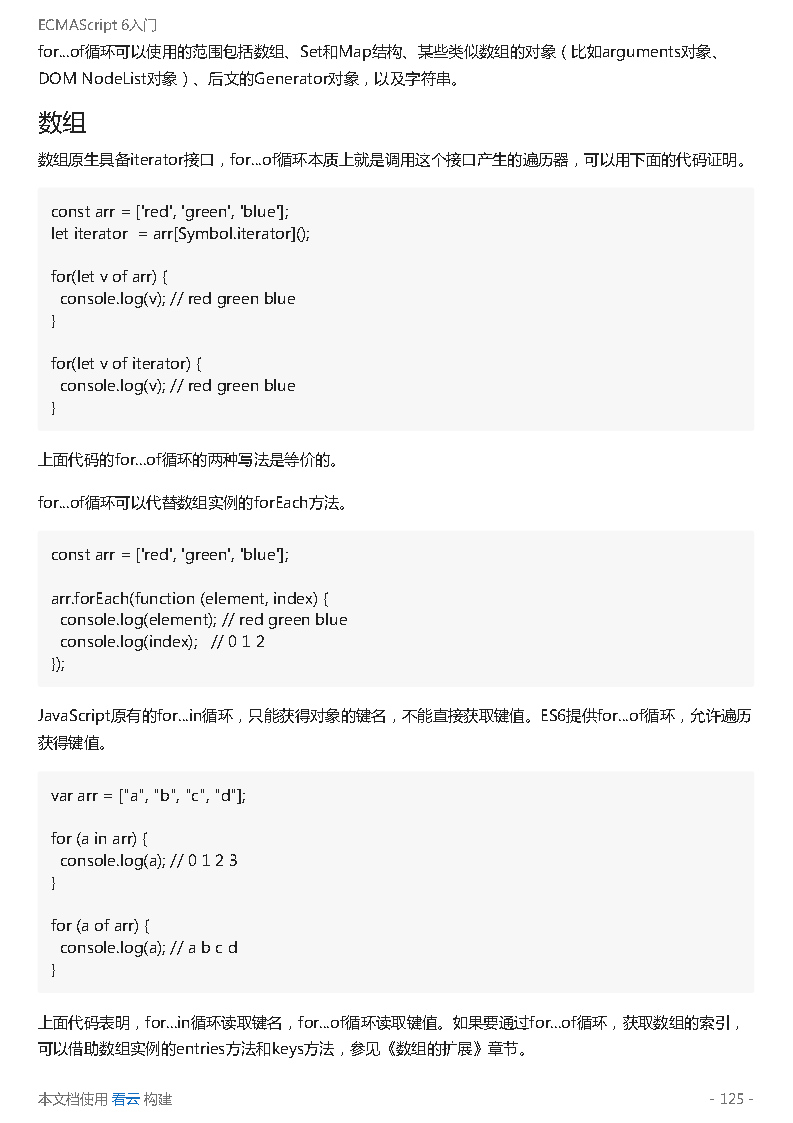 ECMAScript 6入门
for...of循环可以使用的范围包括数组、Set和Map结构、某些类似数组的对象（比如arguments对象、
DOM NodeList对象）、后文的Generator对象，以及字符串。
数组
数组原生具备iterator接口，for...of循环本质上就是调用这个接口产生的遍历器，可以用下面的代码证明。
const arr = ['red', 'green', 'blue'];
let iterator  = arr[Symbol.iterator]();
for(let v of arr) {
  console.log(v); // red green blue
}
for(let v of iterator) {
  console.log(v); // red green blue
}
上面代码的for...of循环的两种写法是等价的。
for...of循环可以代替数组实例的forEach方法。
const arr = ['red', 'green', 'blue'];
arr.forEach(function (element, index) {
  console.log(element); // red green blue
  console.log(index);   // 0 1 2
});
JavaScript原有的for...in循环，只能获得对象的键名，不能直接获取键值。ES6提供for...of循环，允许遍历
获得键值。
var arr = ["a", "b", "c", "d"];
for (a in arr) {
  console.log(a); // 0 1 2 3
}
for (a of arr) {
  console.log(a); // a b c d
}
上面代码表明，for...in循环读取键名，for...of循环读取键值。如果要通过for...of循环，获取数组的索引，
可以借助数组实例的entries方法和keys方法，参见《数组的扩展》章节。
本文档使用 看云 构建
- 125 -